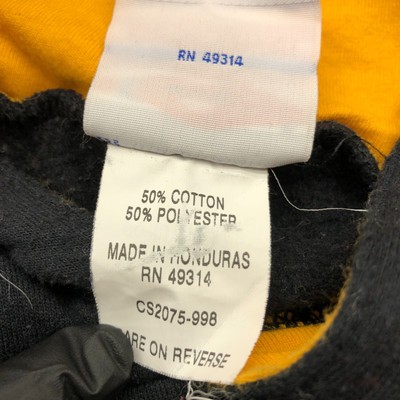 RN 49314
50% COTTON
50% POLYESTER
MADE IN HONDURAS
RN 49314
CS2075-998
CARE ON REVERSE